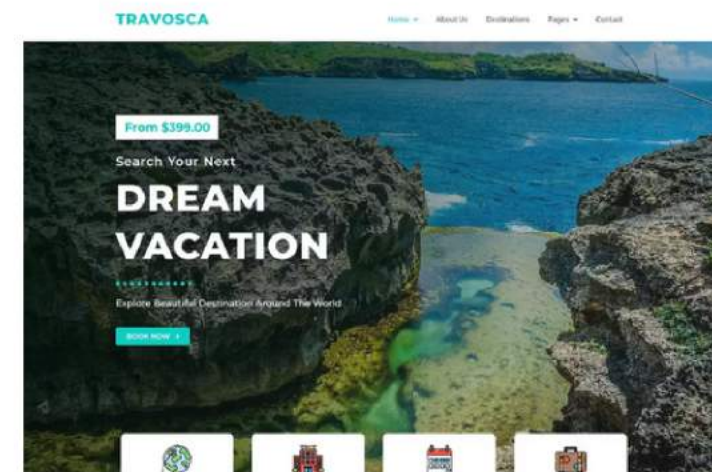 TRAVOSCA
Home About Us Destinations Pages Contact
From $399.00
Search Your Next
DREAM
VACATION
Explore Beautiful Destination Around The World
BOOK NOW